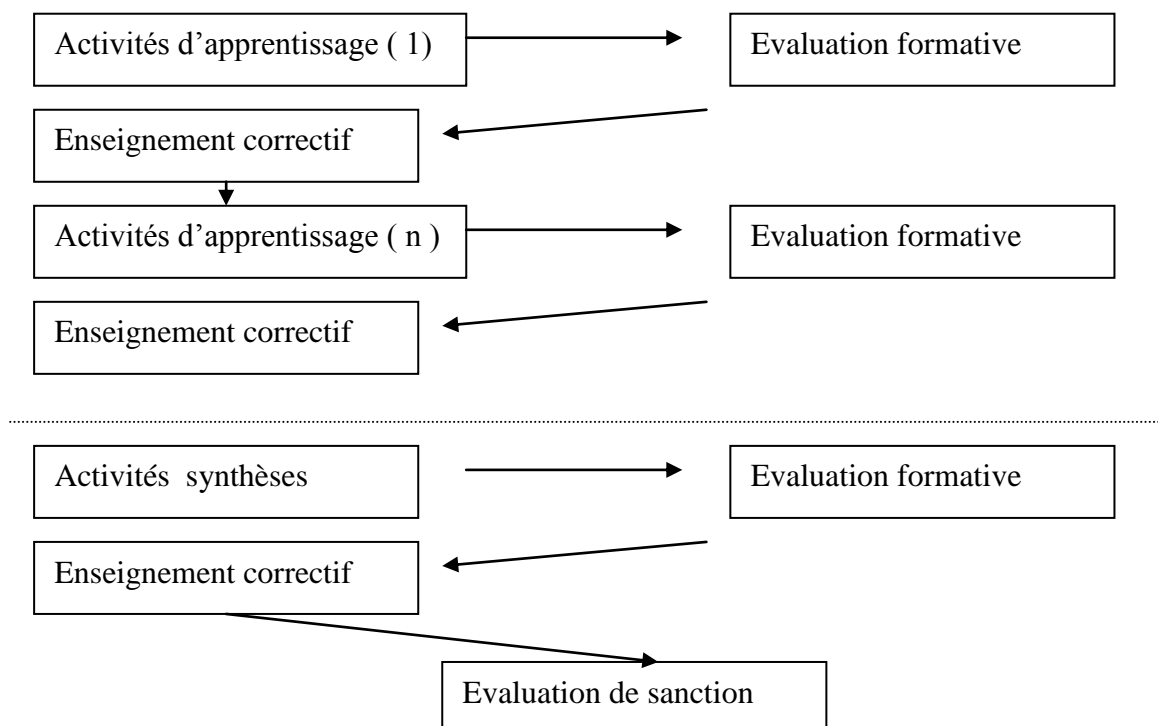 Activités d’apprentissage ( 1)
Evaluation formative
Enseignement correctif
Activités d’apprentissage ( n )
Evaluation formative
Enseignement correctif
Activités  synthèses
Evaluation formative
Enseignement correctif
Evaluation de sanction